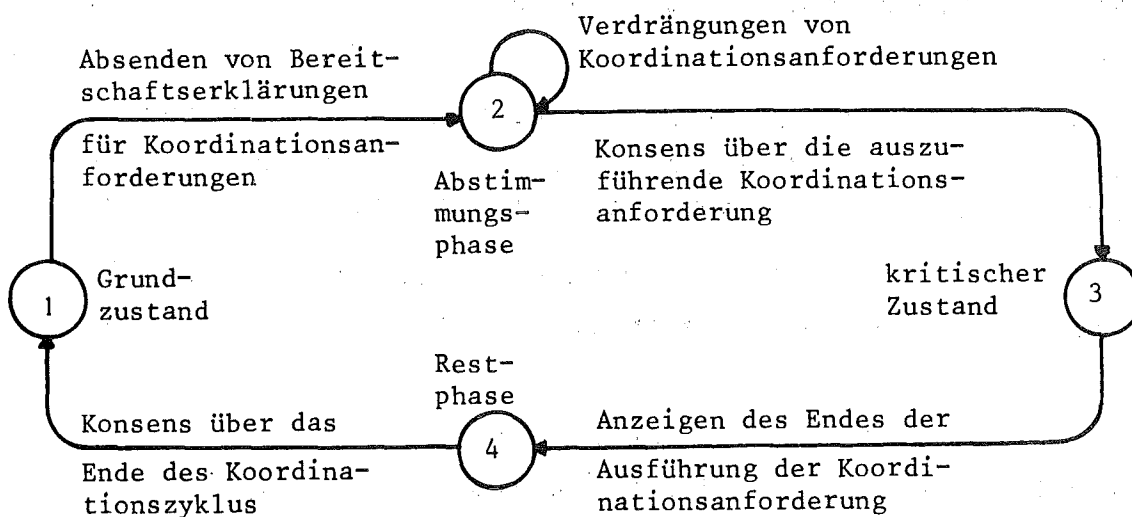 Verdrängungen von
Koordinationsanforderungen
Absenden von Bereit-
schaftserklärungen
für Koordinationsan-
forderungen
2
Abstim-
mungs-
phase
Konsens über die auszu-
führende Koordinations-
anforderung
1
Grund-
zustand
kritischer
Zustand
3
Rest-
phase
4
Konsens über das
Ende des Koordina-
tionszyklus
Anzeigen des Endes der
Ausführung der Koordi-
nationsanforderung